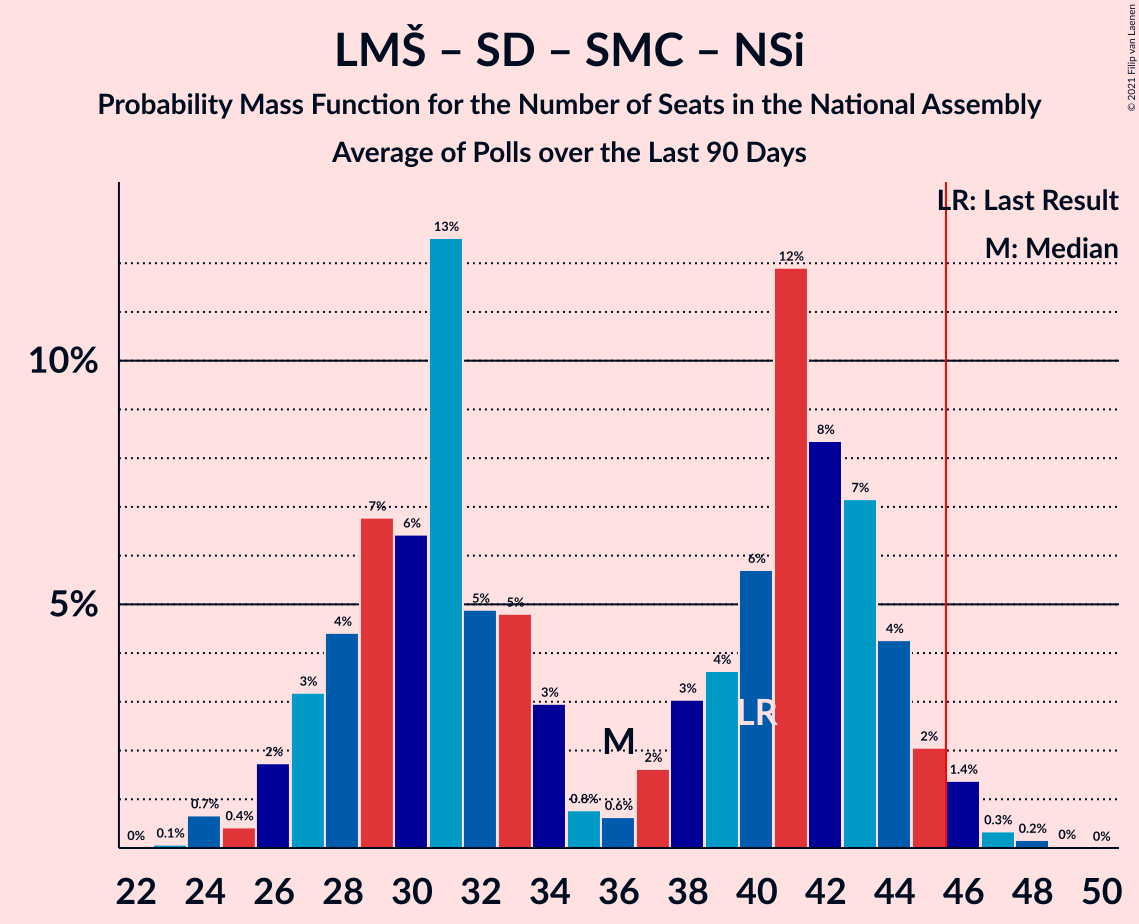 LMŠ – SD – SMC – NSi
Probability Mass Function for the Number of Seats in the National Assembly
Average of Polls over the Last 90 Days
© 2021 Filip van Laenen
LR: Last Result
M: Median
10%
5%
0% 0.1% 0.7% 0.4% 2% 3% 4% 7% 6% 13% 5% 5% 3% 0.8% 0.6% 2% 3% 4% 6% 12% 8% 7% 4% 2% 1.4% 0.3% 0.2% 0% 0%
M
LR
22 24 26 28 30 32 34 36 38 40 42 44 46 48 50